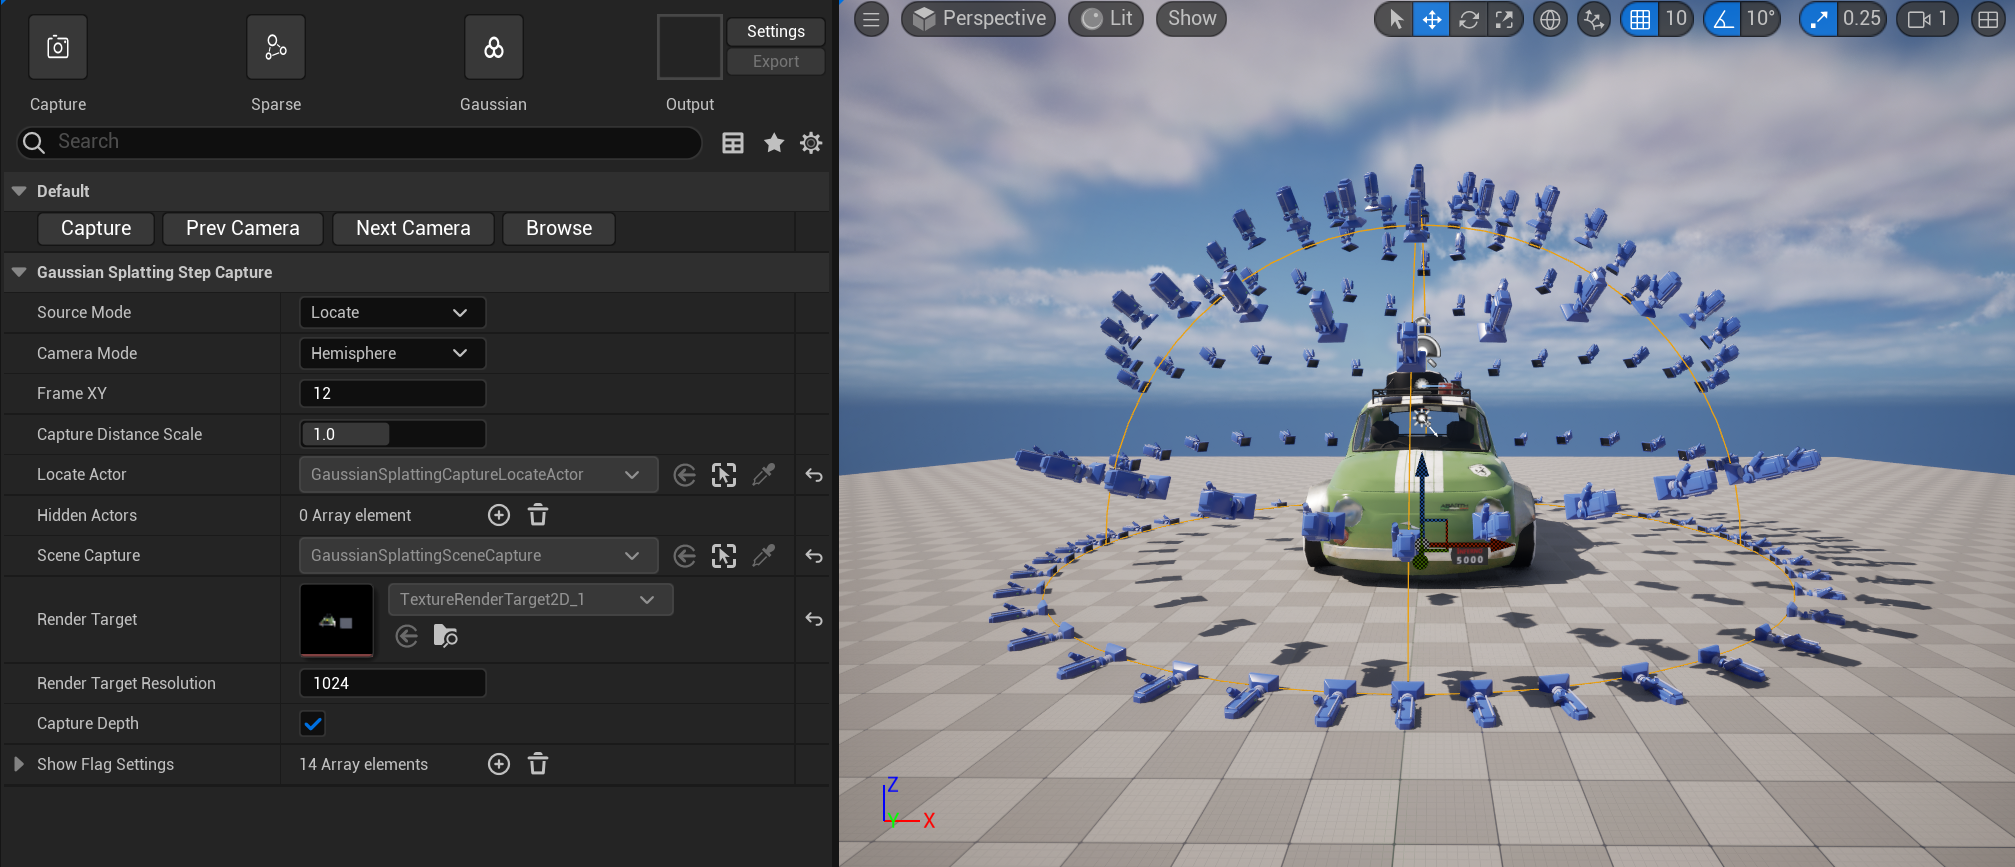 Settings
Export
Capture
Sparse
Gaussian
Output
Search
Default
Capture
Prev Camera
Next Camera
Browse
Gaussian Splatting Step Capture
Source Mode
Locate
Camera Mode
Hemisphere
Frame XY
12
Capture Distance Scale
1.0
Locate Actor
GaussianSplattingCaptureLocateActor
Hidden Actors
0 Array element
Scene Capture
GaussianSplattingSceneCapture
Render Target
TextureRenderTarget2D_1
Render Target Resolution
1024
Capture Depth
Show Flag Settings
14 Array elements
Perspective
Lit
Show
10
10°
0.25
1
5000
Z
Y
X